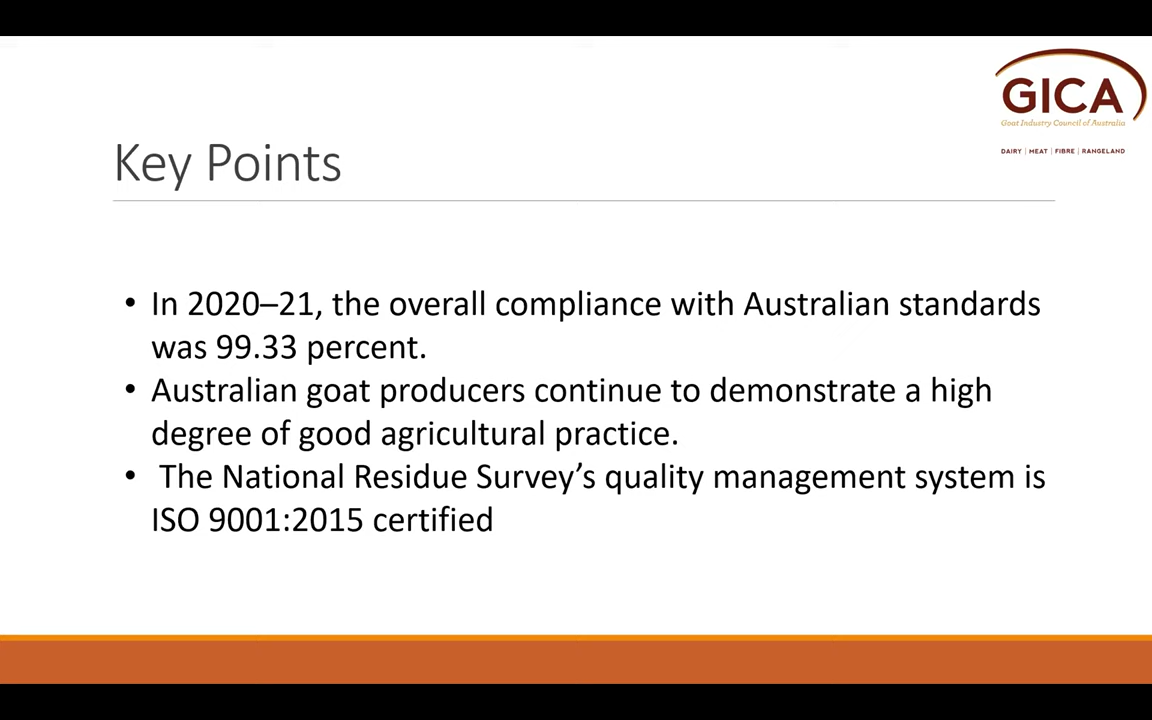 GICA
Goat Industry Council of Australia
DAIRY | MEAT | FIBRE | RANGELAND
Key Points
• In 2020–21, the overall compliance with Australian standards
was 99.33 percent.
• Australian goat producers continue to demonstrate a high
degree of good agricultural practice.
• The National Residue Survey’s quality management system is
ISO 9001:2015 certified